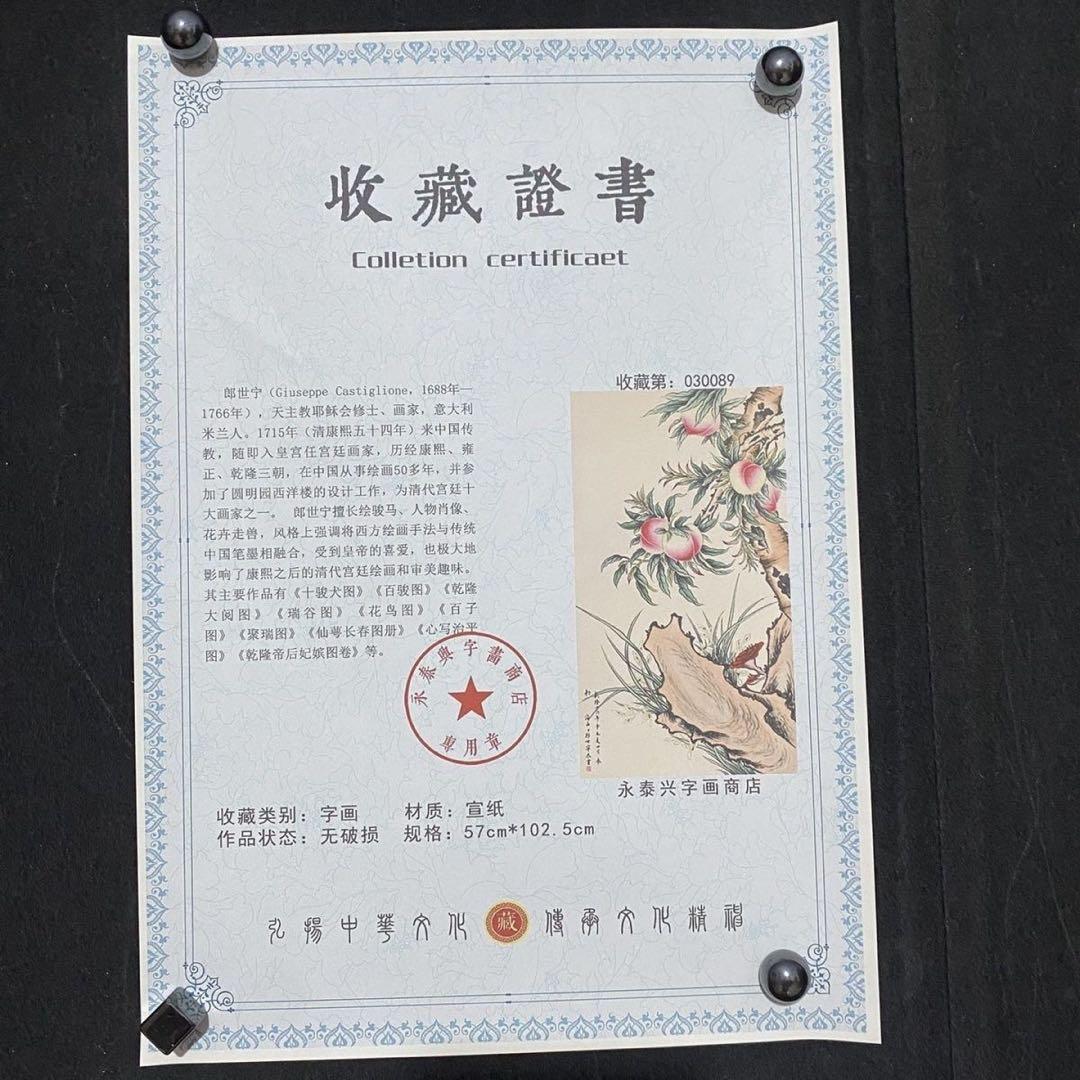 收藏證書
Colletion certificaet
郎世宁（Giuseppe Castiglione，1688年—
1766年），天主教耶稣会修士、画家，意大利
米兰人。1715年（清康熙五十四年）来中国传
教，随即入皇宫任宫廷画家，历经康熙、雍
正、乾隆三朝，在中国从事绘画50多年，并参
加了圆明园西洋楼的设计工作，为清代宫廷十
大画家之一。 郎世宁擅长绘骏马、人物肖像、
花卉走兽，风格上强调将西方绘画手法与传统
中国笔墨相融合，受到皇帝的喜爱，也极大地
影响了康熙之后的清代宫廷绘画和审美趣味。
其主要作品有《十骏犬图》《百骏图》《乾隆
大阅图》《瑞谷图》《花鸟图》《百子
图》《聚瑞图》《仙萼长春图册》《心写治平
图》《乾隆帝后妃嫔图卷》等。
收藏第：030089
永泰兴字画商店
永泰興字畫商店
專用章
收藏类别：字画 材质：宣纸
作品状态：无破损 规格：57cm*102.5cm
弘揚中華文化 藏 傳承文化精神